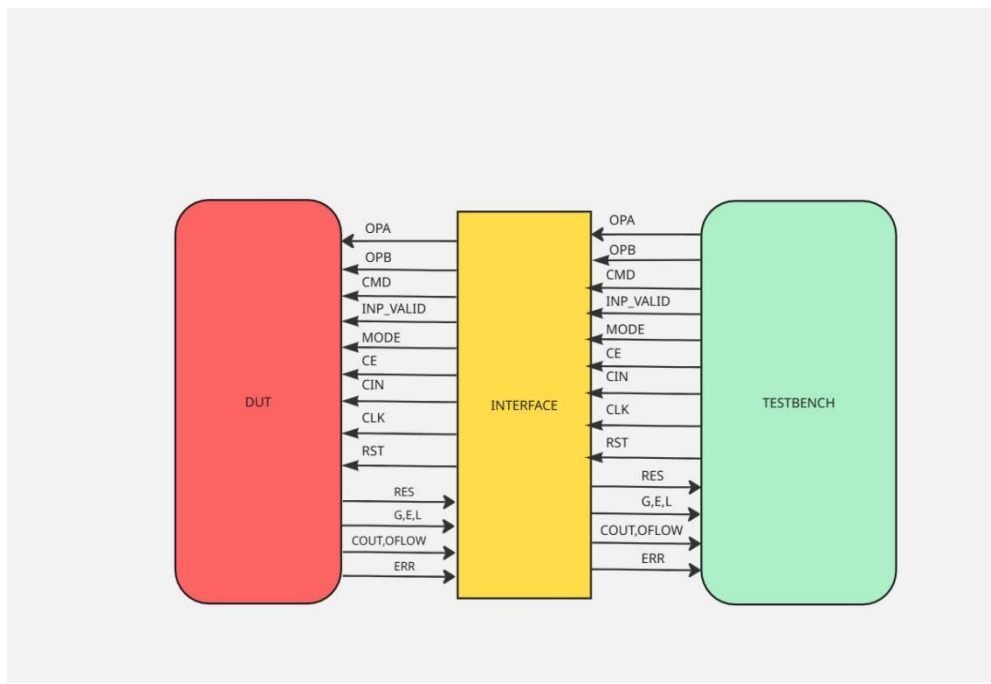 OPA
OPB
CMD
INP_VALID
MODE
CE
CIN
CLK
RST
RES
G,E,L
COUT,OFLOW
ERR
DUT
INTERFACE
OPA
OPB
CMD
INP_VALID
MODE
CE
CIN
CLK
RST
RES
G,E,L
COUT,OFLOW
ERR
TESTBENCH